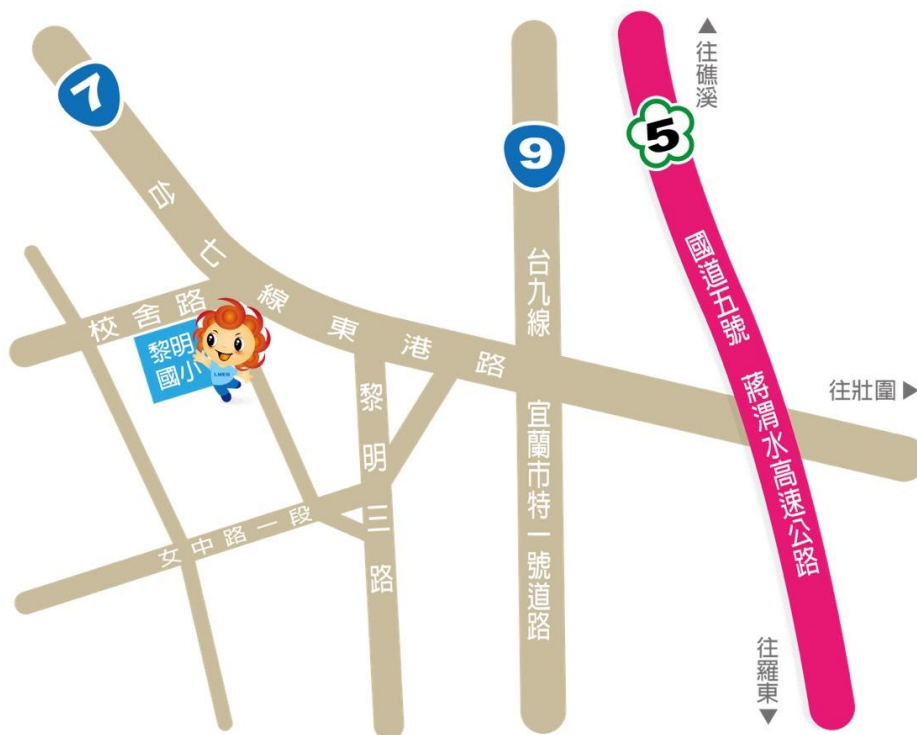 7
台七線東港路
9
台九線 宜蘭市特一號道路
5
國道五號 蔣渭水高速公路
▲往礁溪
往壯圍▶
往羅東▼
校舍路
黎明
國小
黎明三路
女中路一段